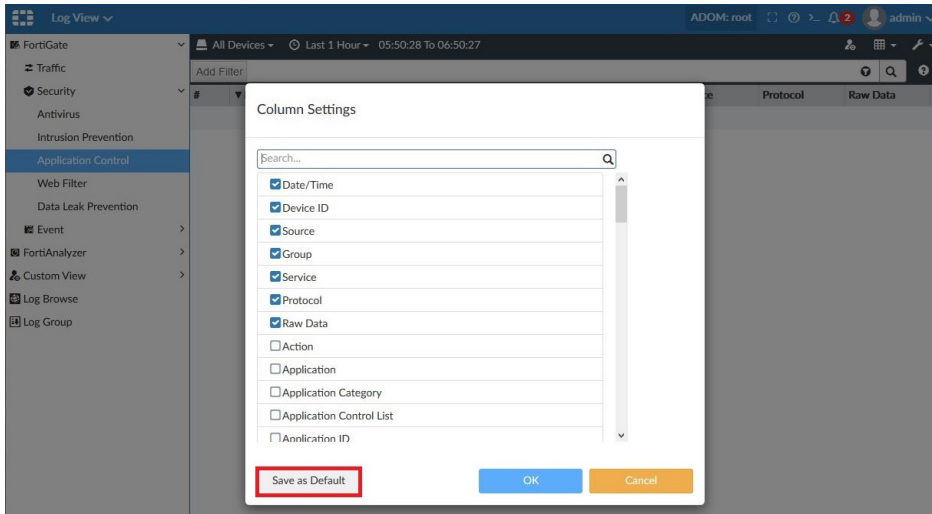 Log View
ADOM: root
2
admin
FortiGate
All Devices
Last 1 Hour
05:50:28 To 06:50:27
Traffic
Add Filter
Security
#
Protocol
Raw Data
Antivirus
Intrusion Prevention
Application Control
Web Filter
Data Leak Prevention
Event
FortiAnalyzer
Custom View
Log Browse
Log Group
Column Settings
Search...
Date/Time
Device ID
Source
Group
Service
Protocol
Raw Data
Action
Application
Application Category
Application Control List
Application ID
Save as Default
OK
Cancel